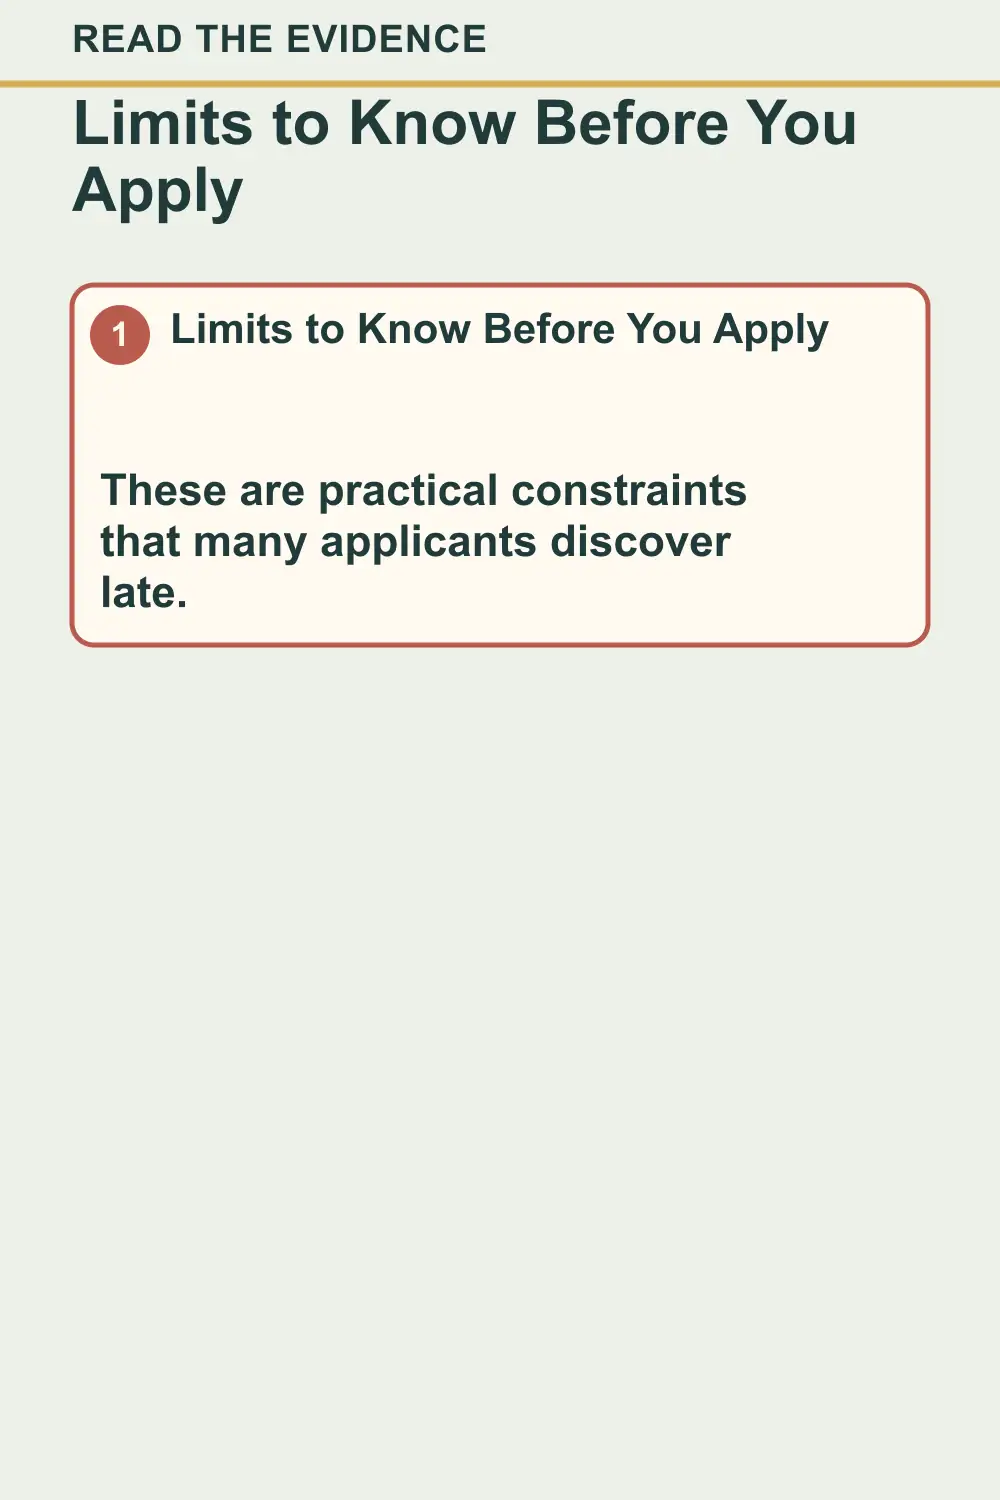 READ THE EVIDENCE
Limits to Know Before You
Apply
1
Limits to Know Before You Apply
These are practical constraints
that many applicants discover
late.